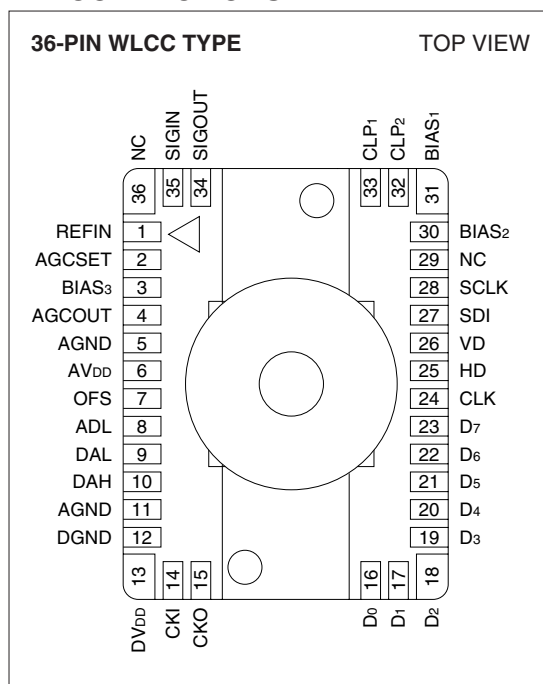 36-PIN WLCC TYPE TOP VIEW
NC SIGIN SIGOUT CLP1 CLP2 BIAS1
36 35 34 33 32 31
REFIN 1 30 BIAS2
AGCSET 2 29 NC
BIAS3 3 28 SCLK
AGCOUT 4 27 SDI
AGND 5 26 VD
AVDD 6 25 HD
OFS 7 24 CLK
ADL 8 23 D7
DAL 9 22 D6
DAH 10 21 D5
AGND 11 20 D4
DGND 12 19 D3
13 14 15 16 17 18
DVDD CKI CKO D0 D1 D2